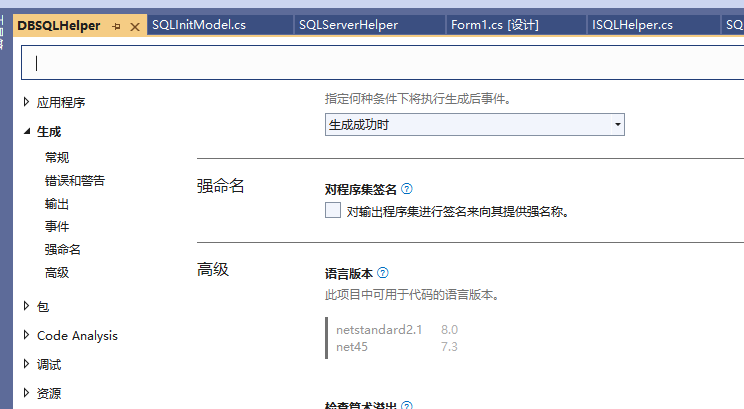 DBSQLHelper
SQLInitModel.cs
SQLServerHelper
Form1.cs [设计]
ISQLHelper.cs
SQ
应用程序
生成
常规
错误和警告
输出
事件
强命名
高级
包
Code Analysis
调试
资源
指定何种条件下将执行生成后事件。
生成成功时
强命名
对程序集签名
对输出程序集进行签名来向其提供强名称。
高级
语言版本
此项目中可用于代码的语言版本。
netstandard2.1 8.0
net45 7.3
检查算术溢出